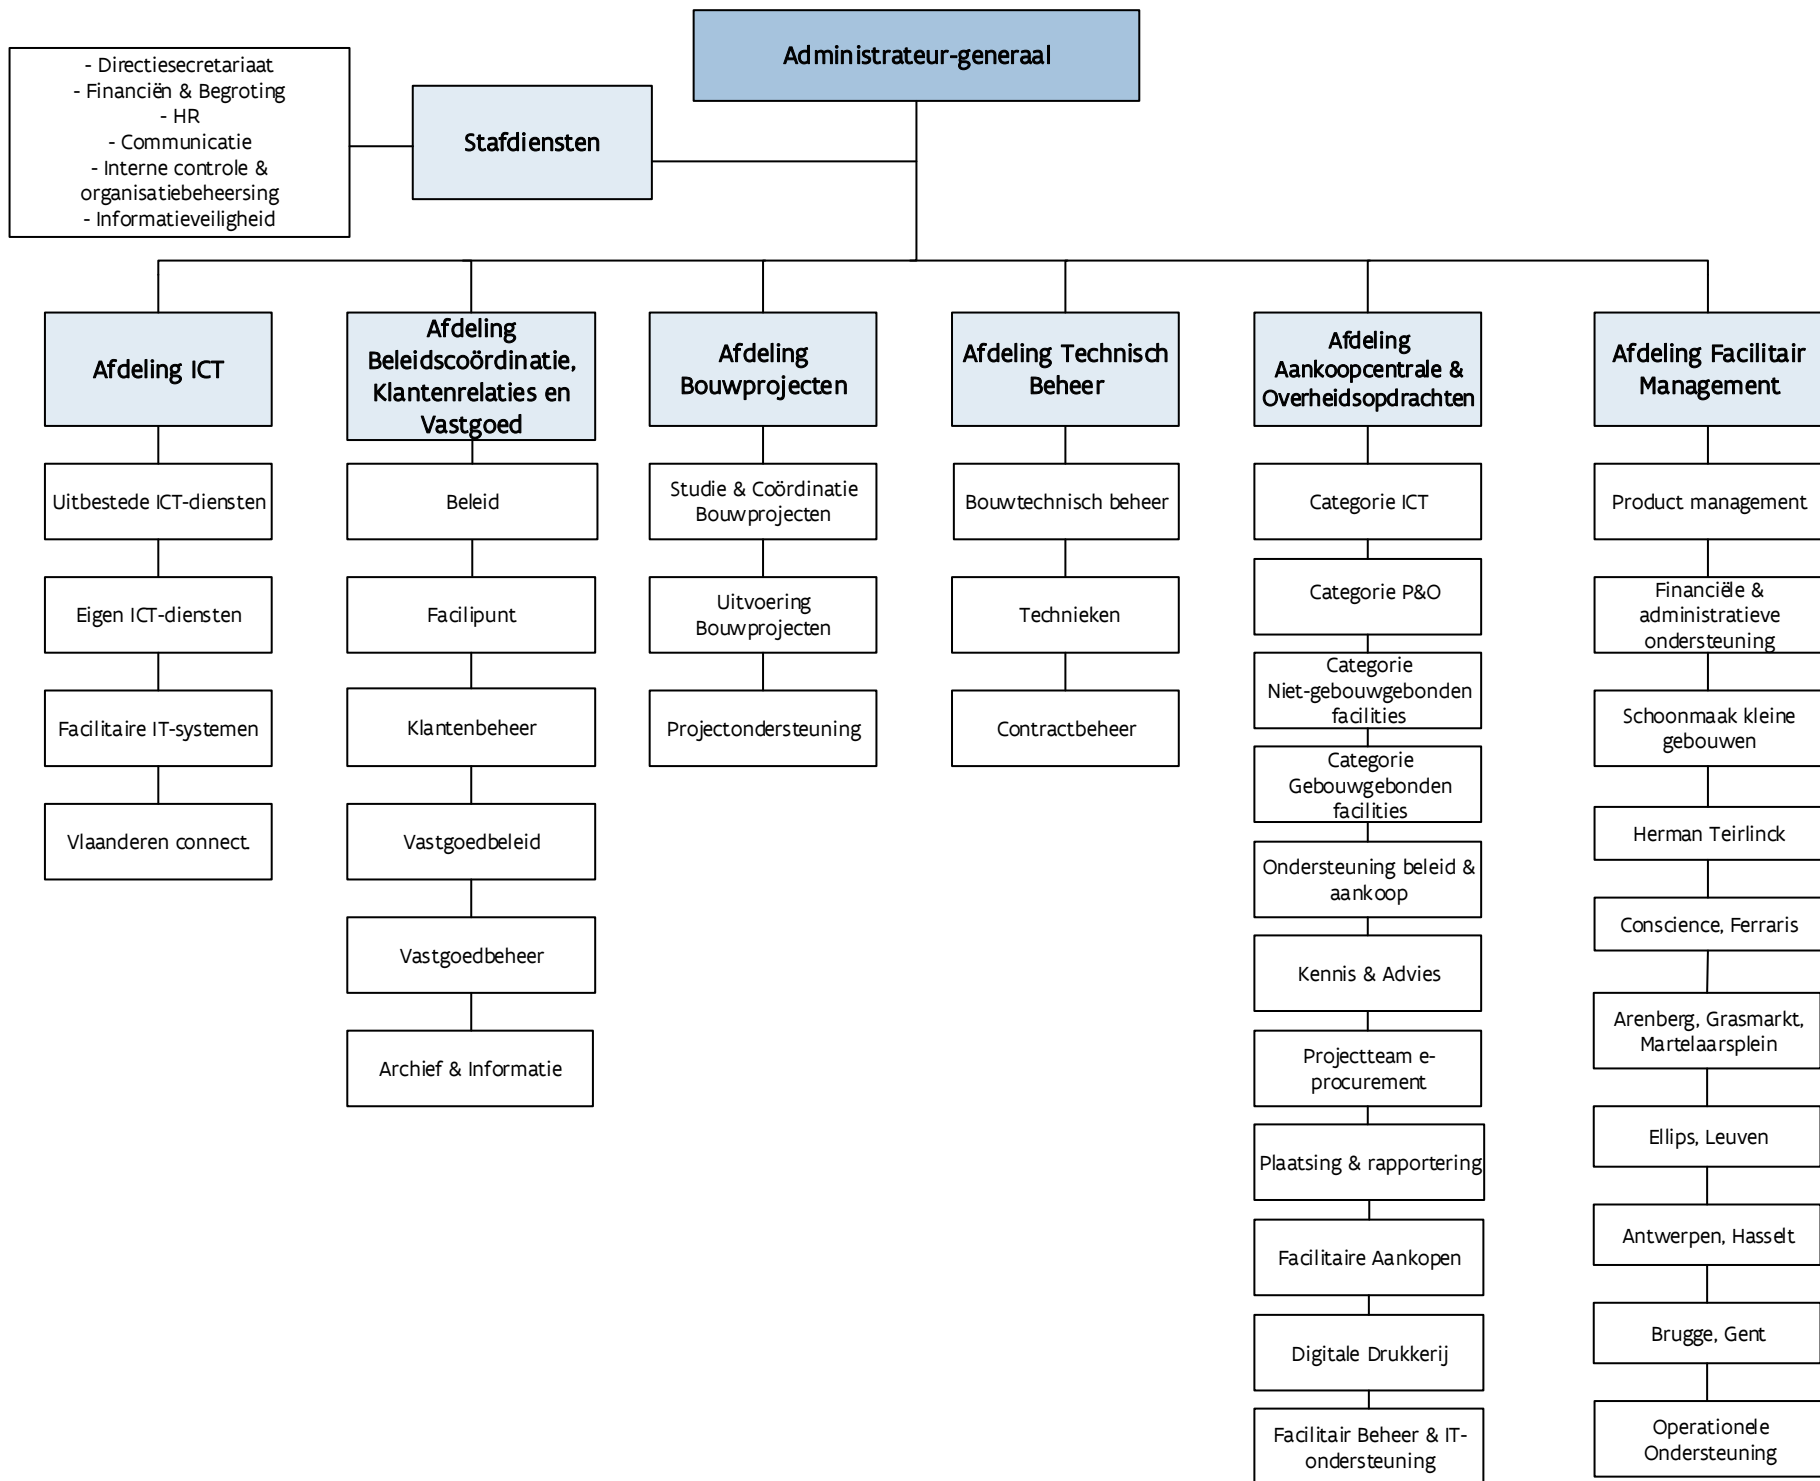 Administrateur-generaal
- Directiesecretariaat
- Financiën & Begroting
- HR
- Communicatie
- Interne controle &
organisatiebeheersing
- Informatieveiligheid
Stafdiensten
Afdeling ICT
Uitbestede ICT-diensten
Eigen ICT-diensten
Facilitaire IT-systemen
Vlaanderen connect.
Afdeling
Beleidscoördinatie,
Klantenrelaties en
Vastgoed
Beleid
Facilipunt
Klantenbeheer
Vastgoedbeleid
Vastgoedbeheer
Archief & Informatie
Afdeling
Bouwprojecten
Studie & Coördinatie
Bouwprojecten
Uitvoering
Bouwprojecten
Projectondersteuning
Afdeling Technisch
Beheer
Bouwtechnisch beheer
Technieken
Contractbeheer
Afdeling
Aankoopcentrale &
Overheidsopdrachten
Categorie ICT
Categorie P&O
Categorie
Niet-gebouwgebonden
facilities
Categorie
Gebouwgebonden
facilities
Ondersteuning beleid &
aankoop
Kennis & Advies
Projectteam e-
procurement
Plaatsing & rapportering
Facilitaire Aankopen
Digitale Drukkerij
Facilitair Beheer & IT-
ondersteuning
Afdeling Facilitair
Management
Product management
Financiële &
administratieve
ondersteuning
Schoonmaak kleine
gebouwen
Herman Teirlinck
Conscience, Ferraris
Arenberg, Grasmarkt,
Martelaarsplein
Ellips, Leuven
Antwerpen, Hasselt
Brugge, Gent
Operationele
Ondersteuning